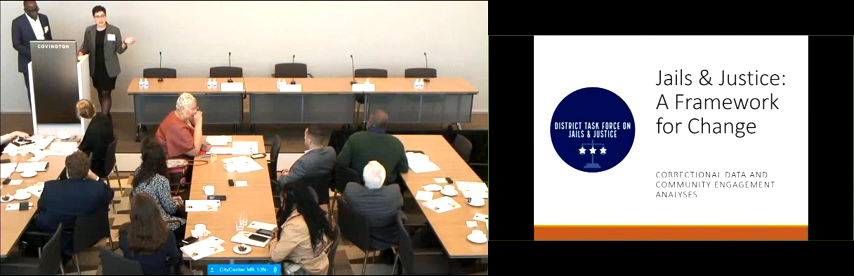 COVINGTON
CityCenter MR. 10N
DISTRICT TASK FORCE ON
JAILS & JUSTICE
Jails & Justice:
A Framework
for Change
CORRECTIONAL DATA AND
COMMUNITY ENGAGEMENT
ANALYSES